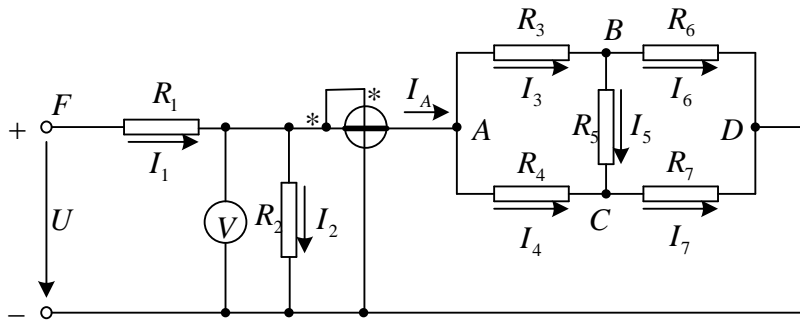 R3 B R6
F R1 * * IA I3 I6
+ A R5 I5 D
I1 R4 R7
U V R2 I2 C
I4 I7
−